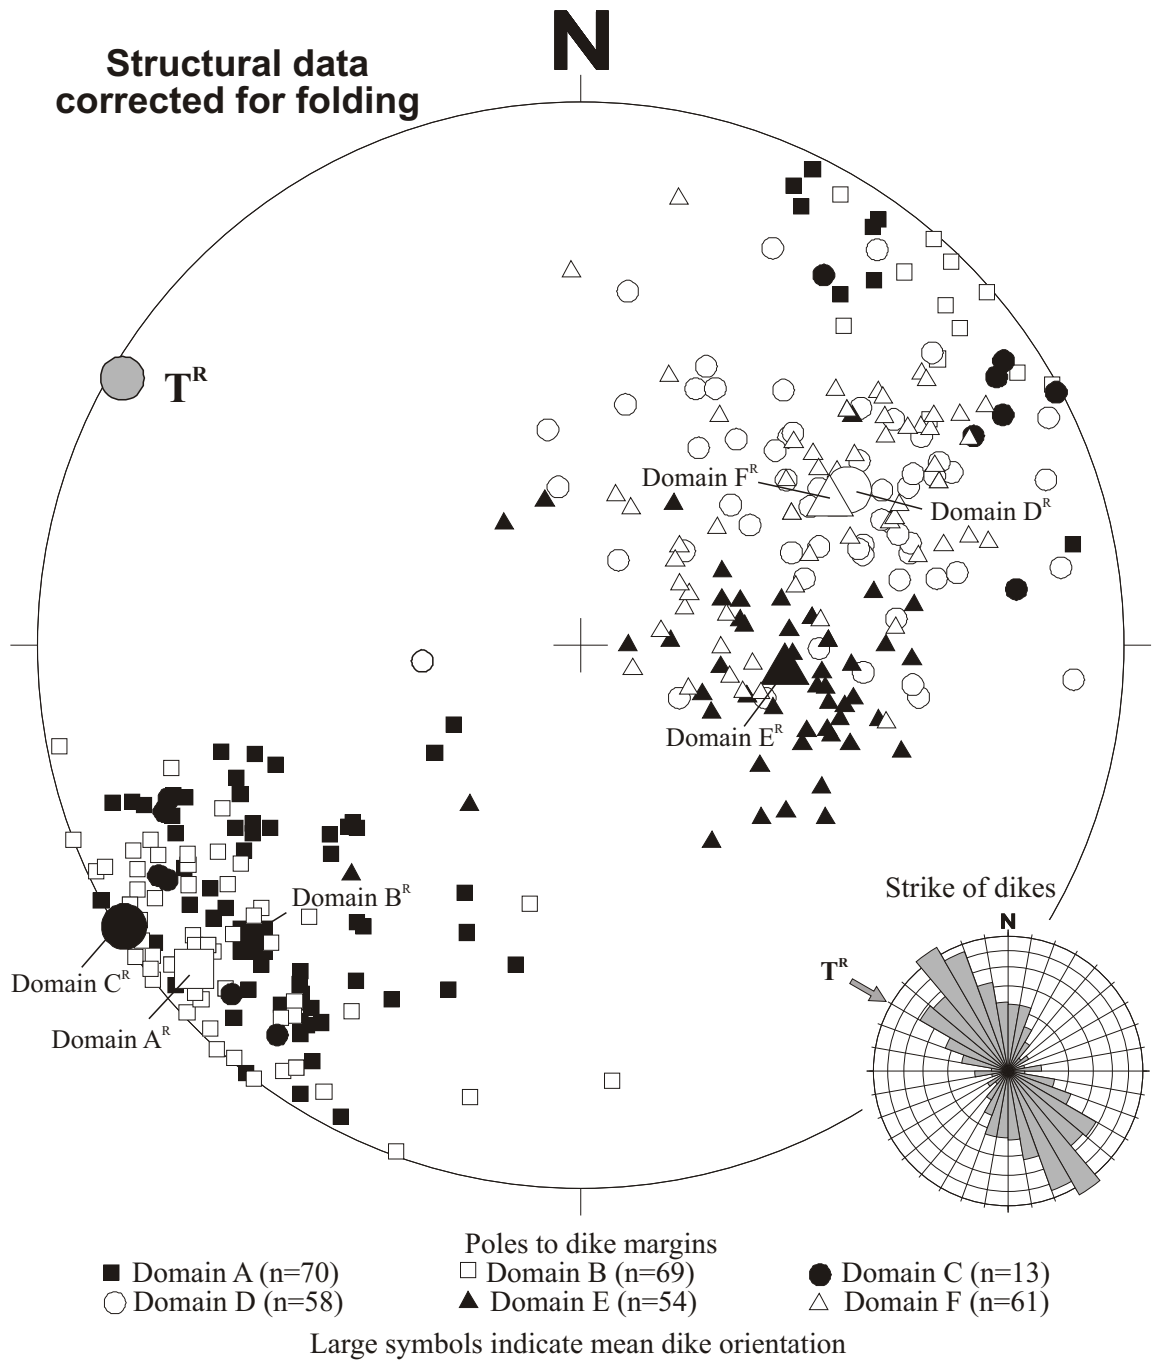 N
Structural data
corrected for folding
T^R
Domain F^R
Domain D^R
Domain E^R
Domain B^R
Domain C^R
Domain A^R
Strike of dikes
N
T^R
Poles to dike margins
Domain A (n=70) Domain B (n=69) Domain C (n=13)
Domain D (n=58) Domain E (n=54) Domain F (n=61)
Large symbols indicate mean dike orientation